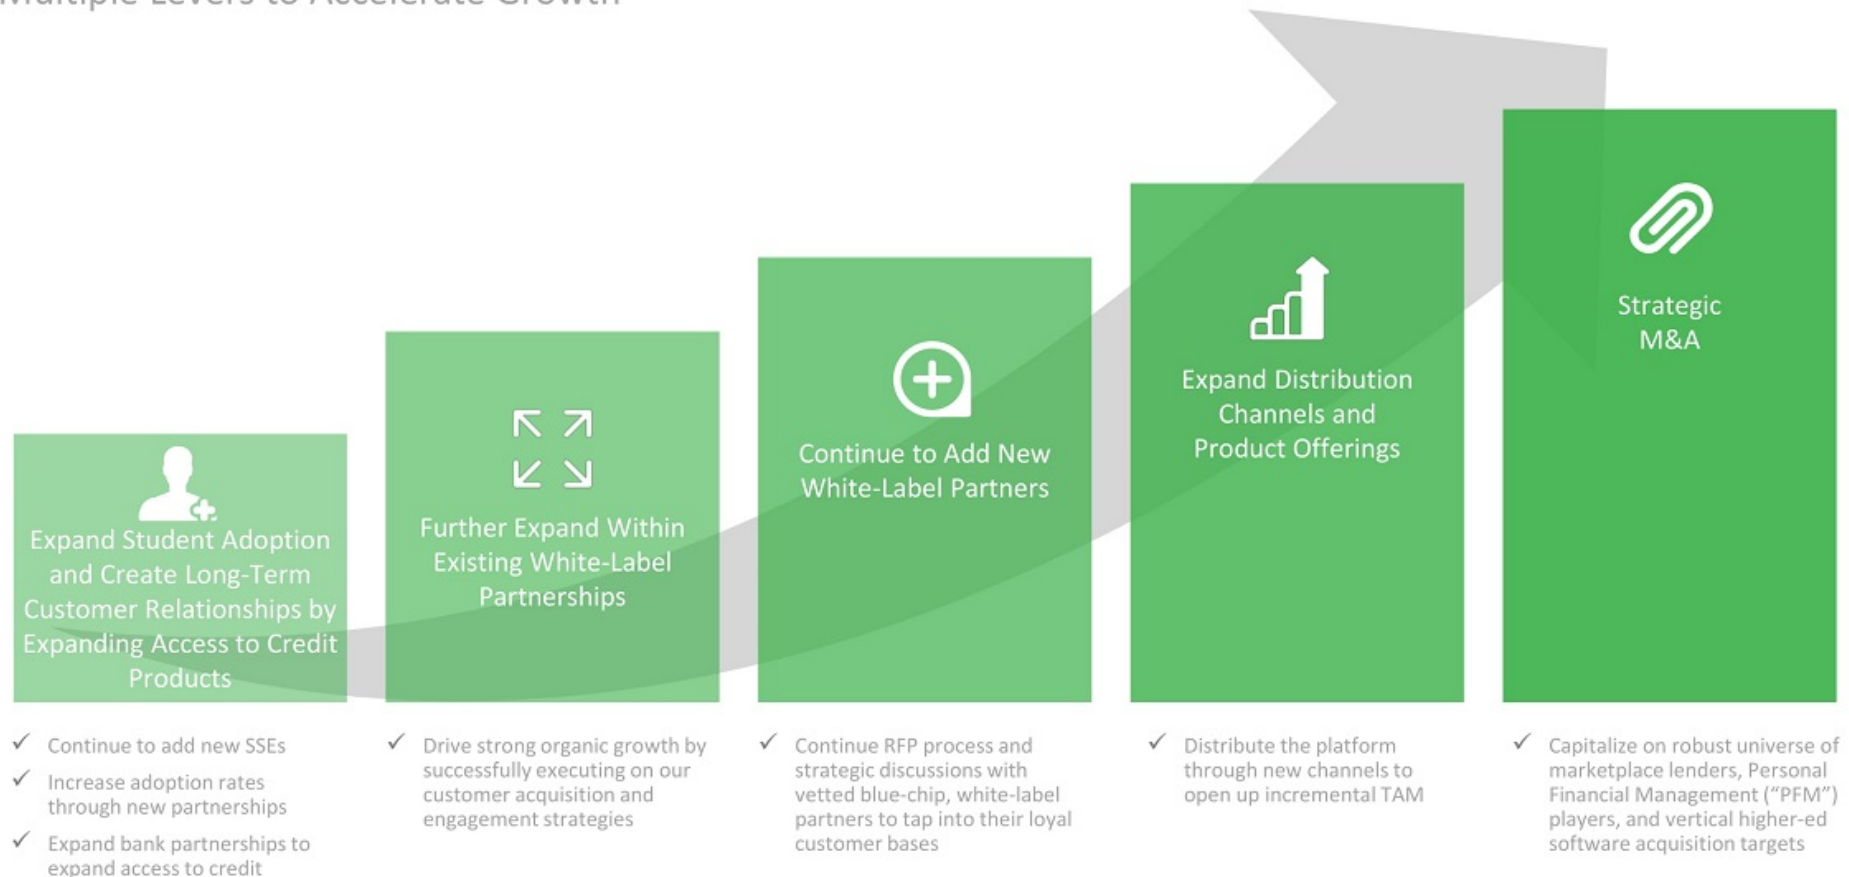 Multiple Levers to Accelerate Growth
Expand Student Adoption
and Create Long-Term
Customer Relationships by
Expanding Access to Credit
Products
Continue to add new SSEs
Increase adoption rates
through new partnerships
Expand bank partnerships to
expand access to credit
Further Expand Within
Existing White-Label
Partnerships
Drive strong organic growth by
successfully executing on our
customer acquisition and
engagement strategies
Continue to Add New
White-Label Partners
Continue RFP process and
strategic discussions with
vetted blue-chip, white-label
partners to tap into their loyal
customer bases
Expand Distribution
Channels and
Product Offerings
Distribute the platform
through new channels to
open up incremental TAM
Strategic
M&A
Capitalize on robust universe of
marketplace lenders, Personal
Financial Management (“PFM”)
players, and vertical higher-ed
software acquisition targets